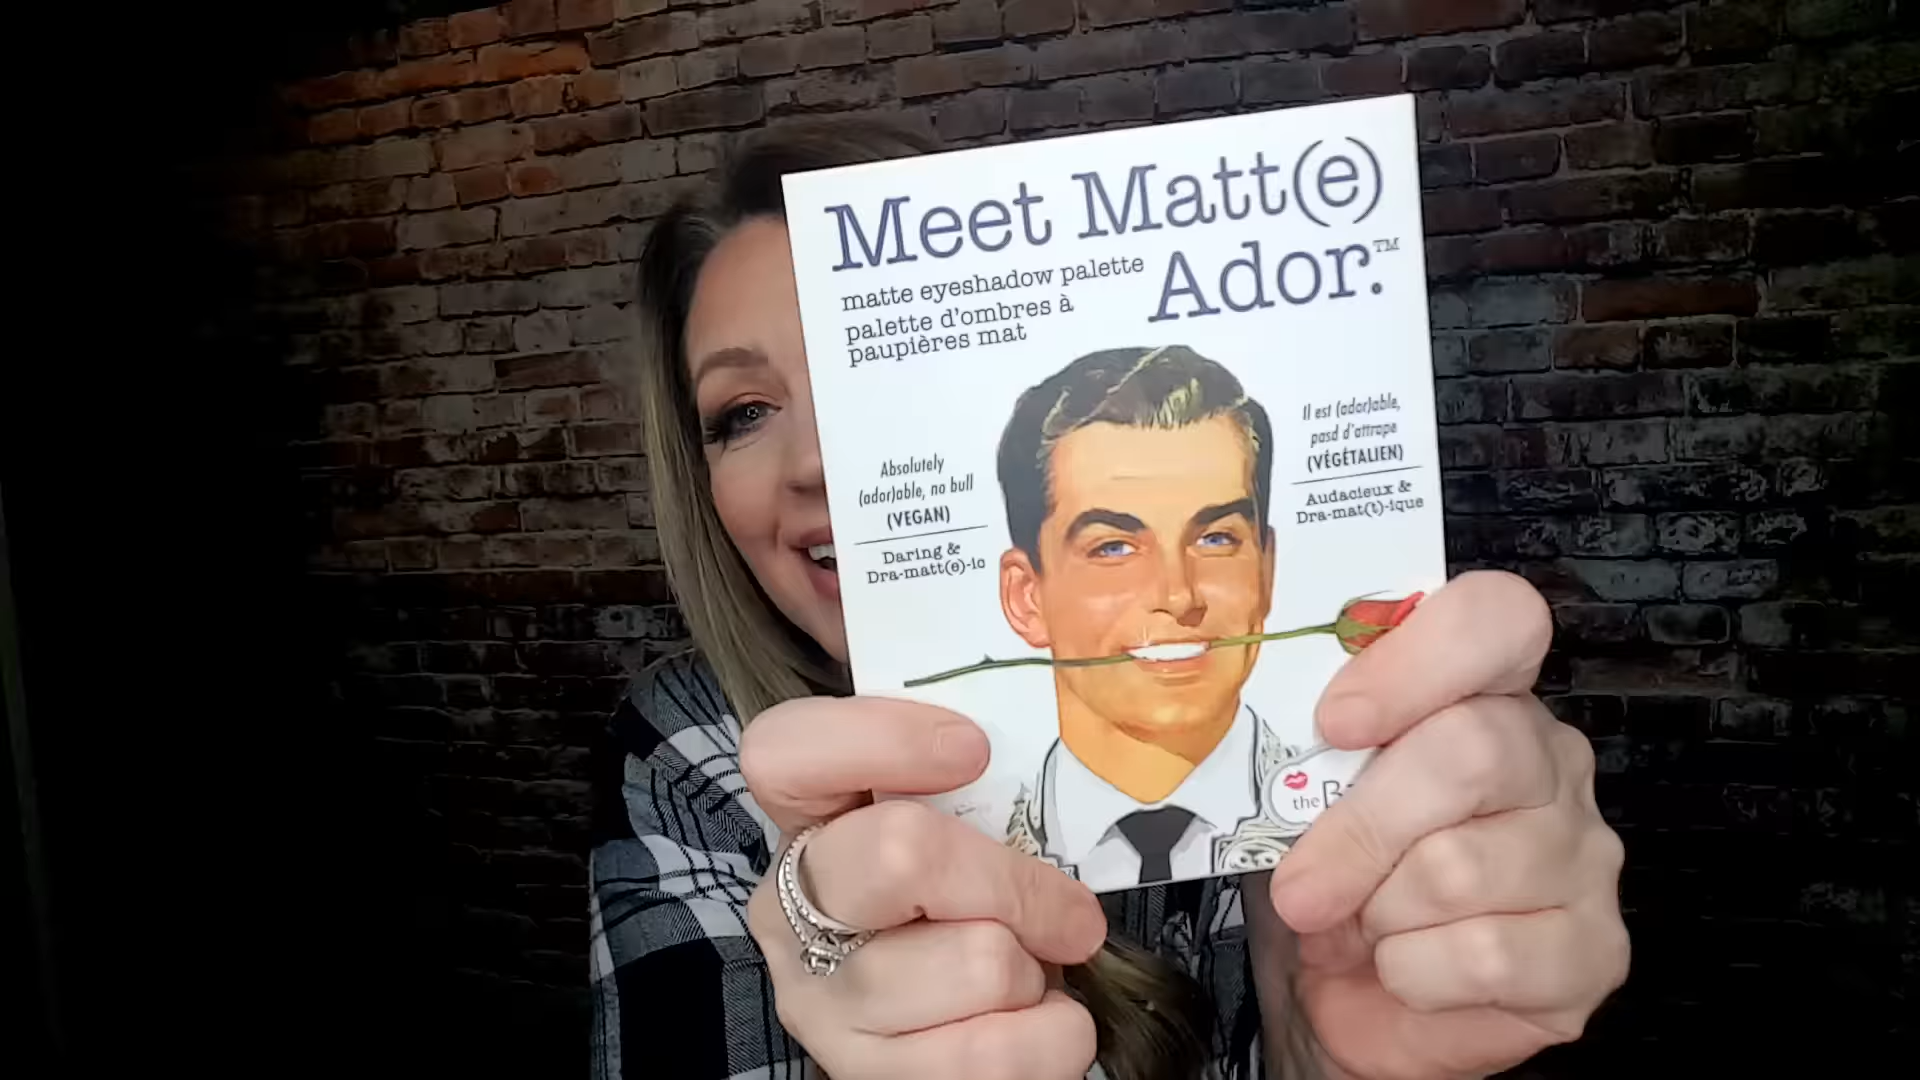 Meet Matt(e)
Ador.™
matte eyeshadow palette
palette d'ombres à
paupières mat
Absolutely
(ador)able, no bull
(VEGAN)
Daring &
Dra-matt(e)-ic
Il est (ador)able,
pasd d'attrape
(VÉGÉTALIEN)
Audacieux &
Dra-mat(t)-ique
the